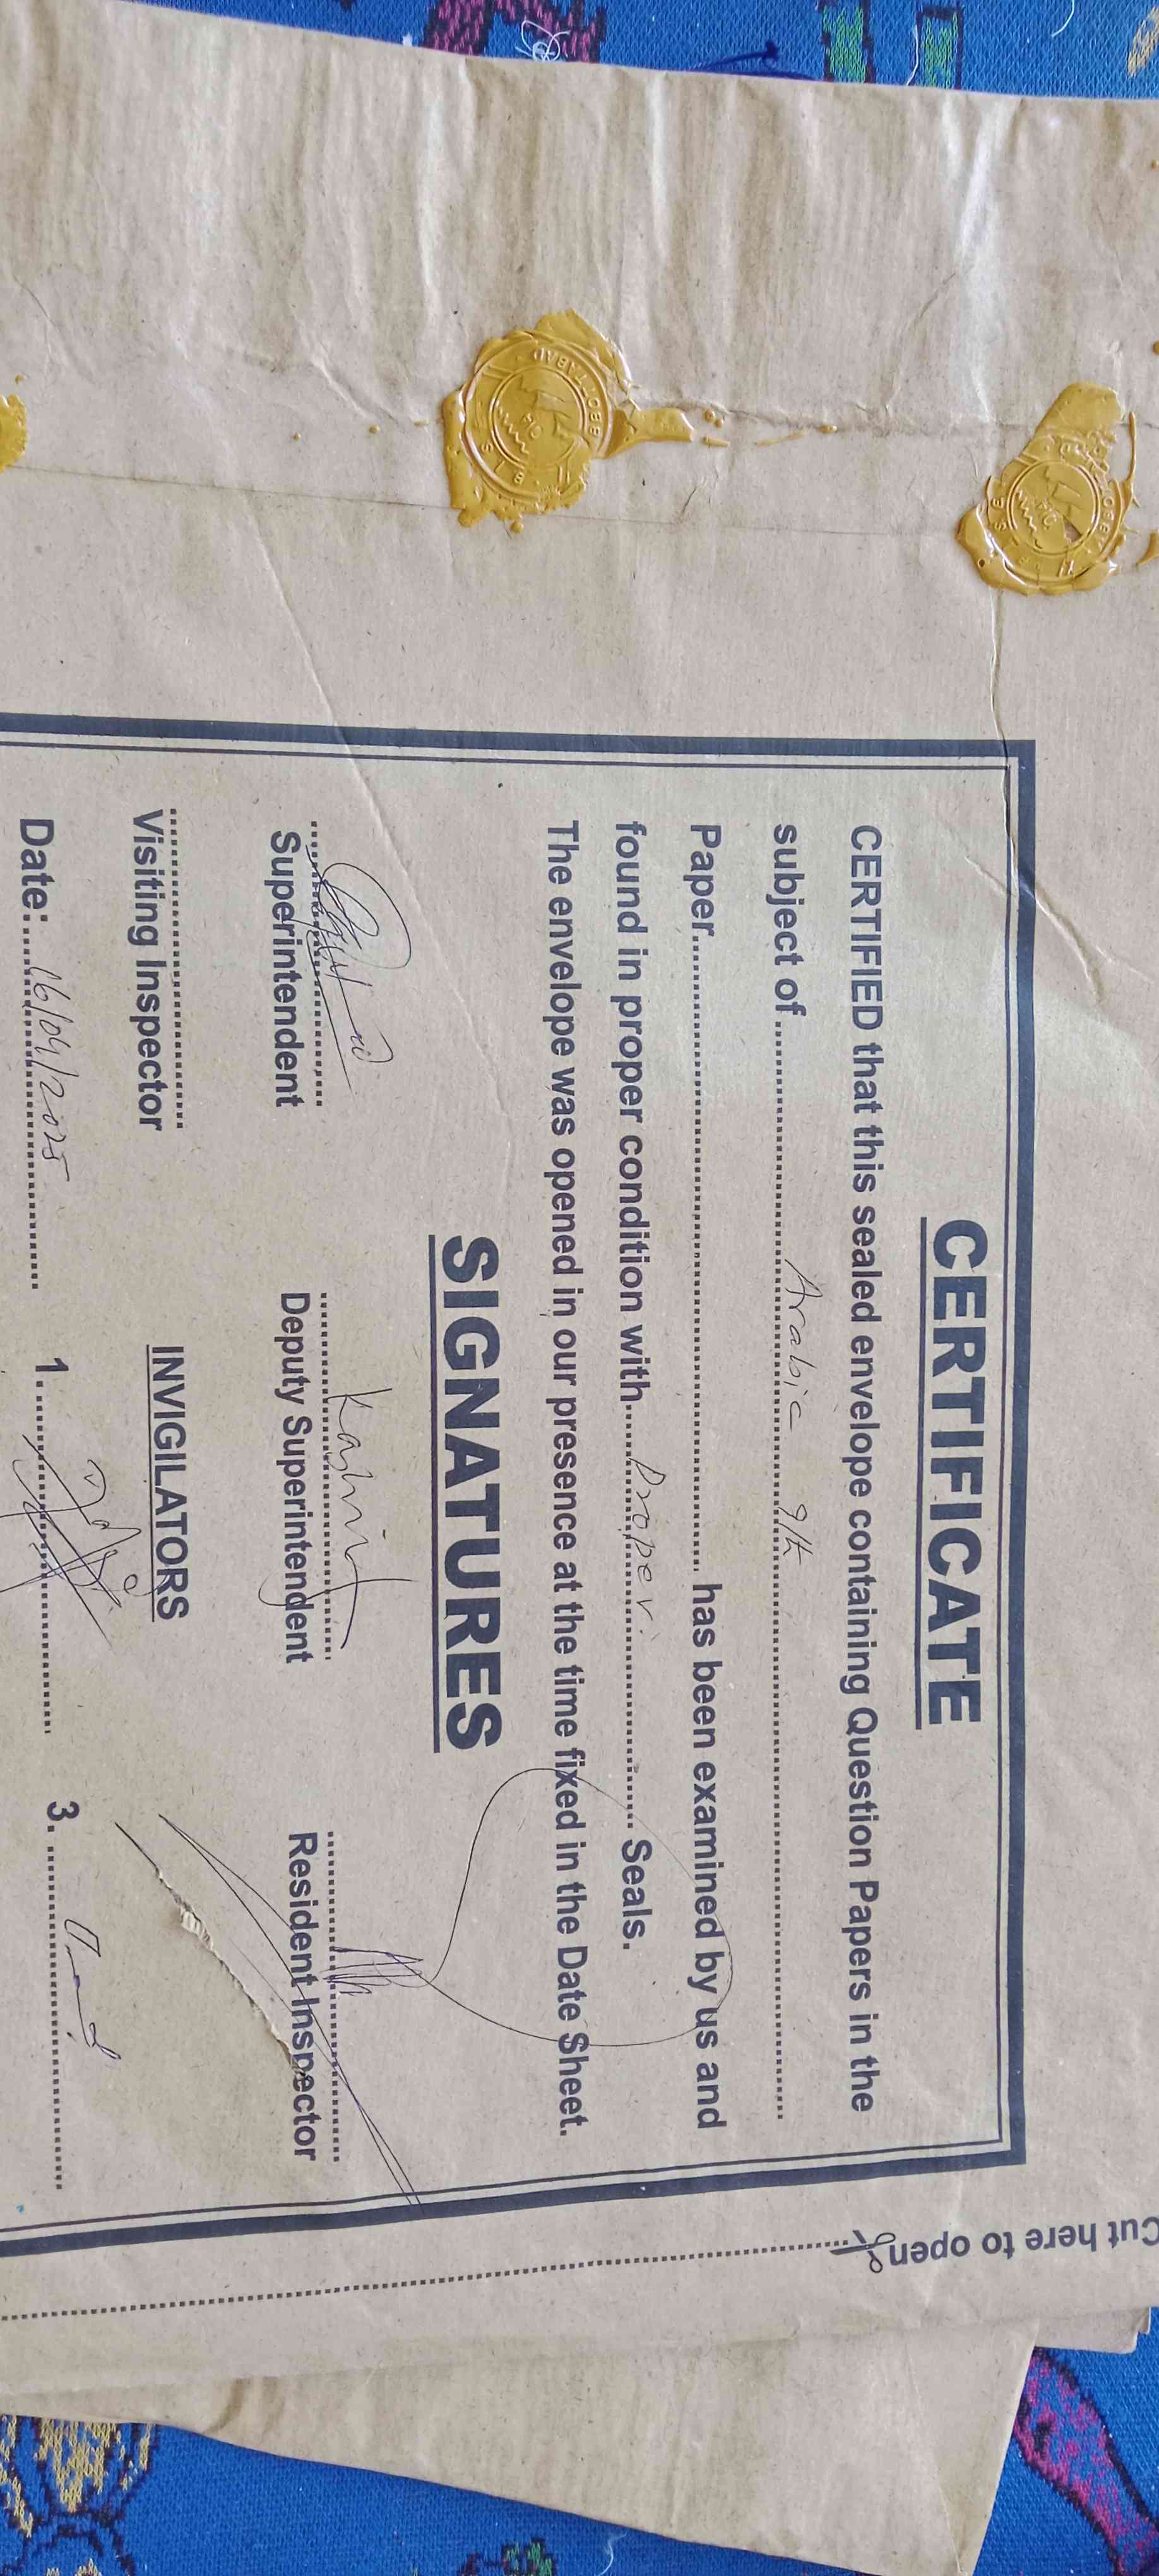 CERTIFICATE
CERTIFIED that this sealed envelope containing Question Papers in the
subject of .......... Arabic 9th ..........
Paper.......... has been examined by us and
found in proper condition with.......... Proper. .......... Seals.
The envelope was opened in our presence at the time fixed in the Date Sheet.
SIGNATURES
Kashif
Superintendent Deputy Superintendent Resident Inspector
Visiting Inspector INVIGILATORS
Date: 16/04/2025 1. 3.
Cut here to open